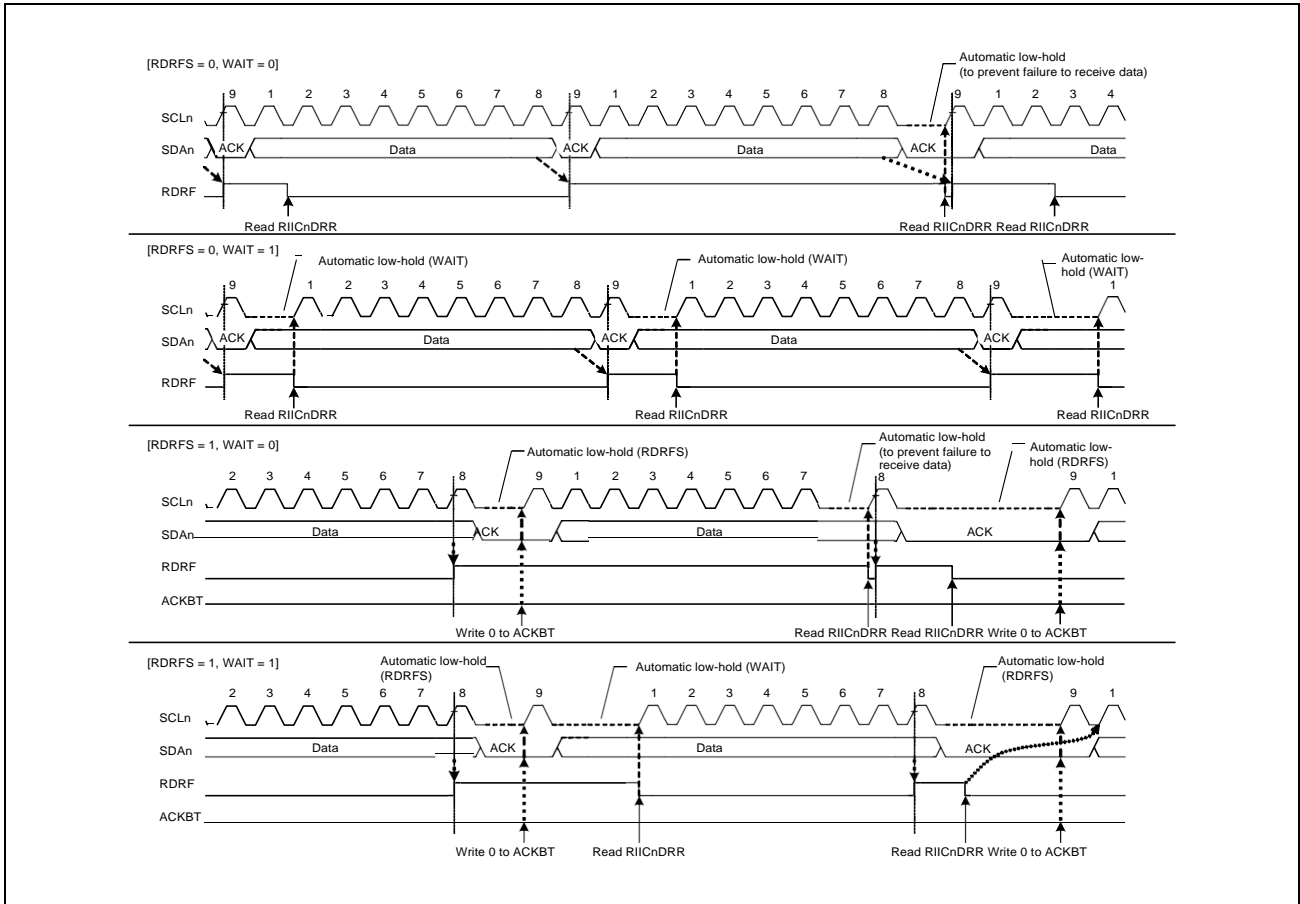 [RDRFS = 0, WAIT = 0]
Automatic low-hold
(to prevent failure to receive data)
9 1 2 3 4 5 6 7 8 9 1 2 3 4 5 6 7 8 9 1 2 3 4
SCLn
SDAn ACK Data ACK Data ACK Data
RDRF
Read RIICnDRR Read RIICnDRR Read RIICnDRR
[RDRFS = 0, WAIT = 1]
Automatic low-hold (WAIT) Automatic low-hold (WAIT) Automatic low-
hold (WAIT)
9 1 2 3 4 5 6 7 8 9 1 2 3 4 5 6 7 8 9 1
SCLn
SDAn ACK Data ACK Data ACK
RDRF
Read RIICnDRR Read RIICnDRR Read RIICnDRR
[RDRFS = 1, WAIT = 0]
Automatic low-hold (RDRFS)
Automatic low-hold
(to prevent failure to
receive data)
Automatic low-
hold (RDRFS)
2 3 4 5 6 7 8 9 1 2 3 4 5 6 7 8 9 1
SCLn
SDAn Data ACK Data ACK
RDRF
ACKBT
Write 0 to ACKBT Read RIICnDRR Read RIICnDRR Write 0 to ACKBT
[RDRFS = 1, WAIT = 1]
Automatic low-hold
(RDRFS)
Automatic low-hold (WAIT)
Automatic low-hold
(RDRFS)
2 3 4 5 6 7 8 9 1 2 3 4 5 6 7 8 9 1
SCLn
SDAn Data ACK Data ACK
RDRF
ACKBT
Write 0 to ACKBT Read RIICnDRR Read RIICnDRR Write 0 to ACKBT